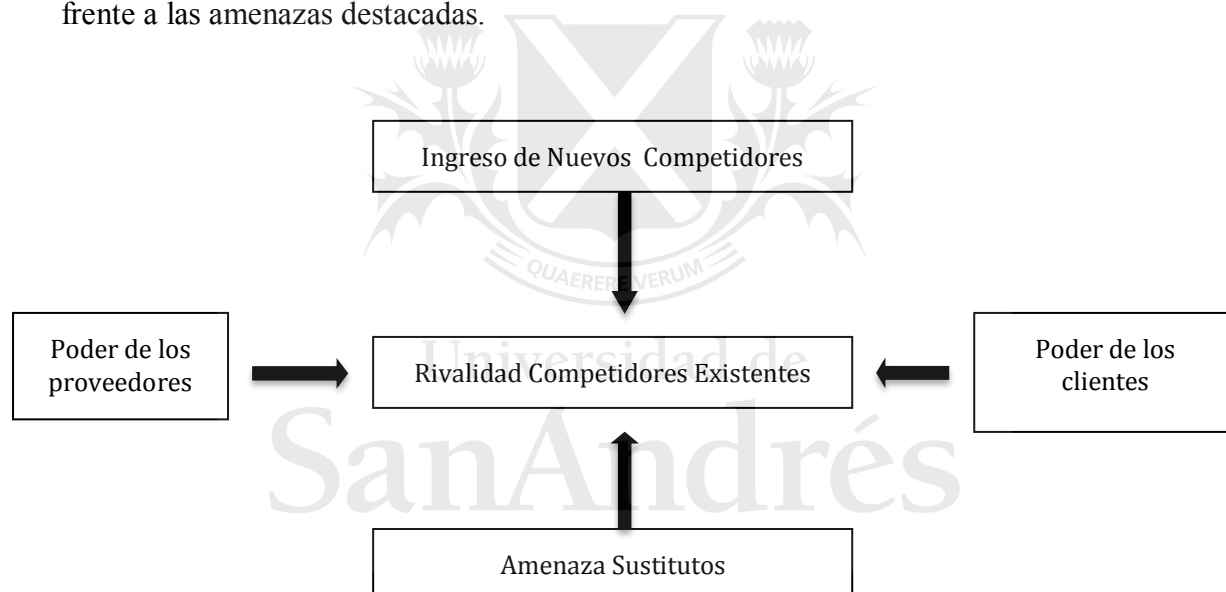 frente a las amenazas destacadas.
Ingreso de Nuevos Competidores
QUAERERE VERUM
Poder de los
proveedores
Universidad de
Rivalidad Competidores Existentes
Poder de los
clientes
SanAndrés
Amenaza Sustitutos